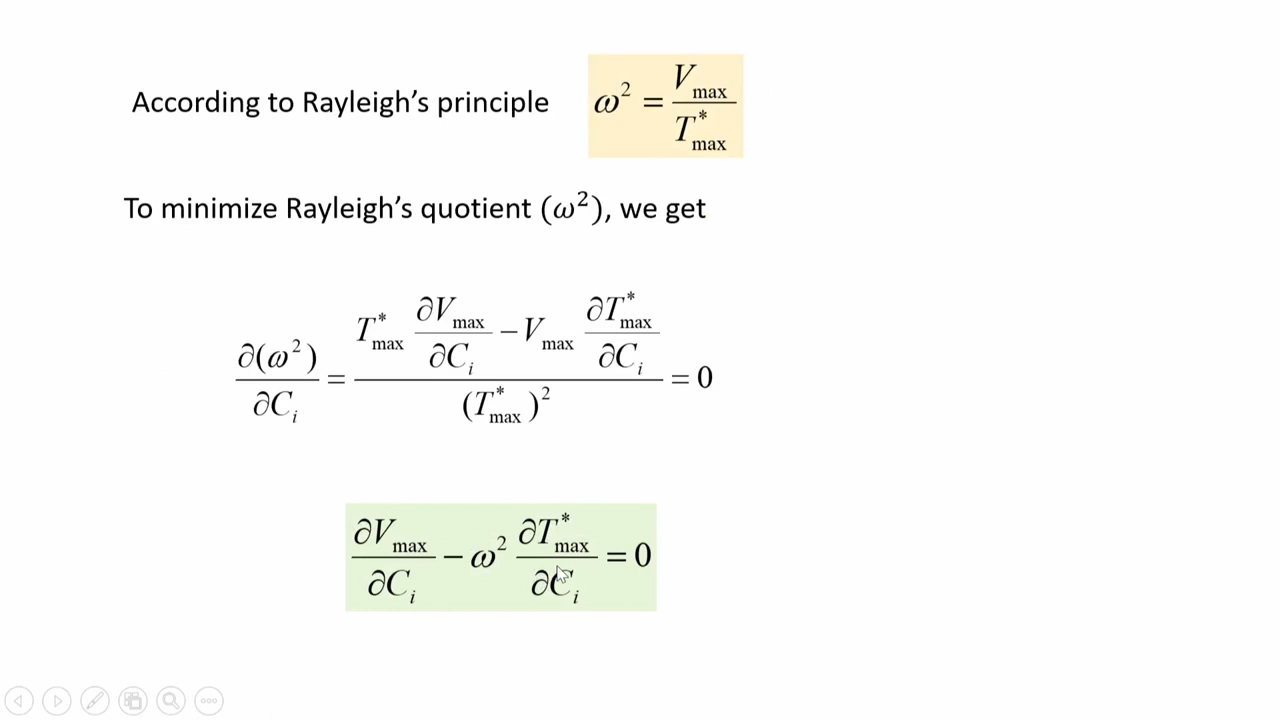 According to Rayleigh's principle ω² = V_max / T*_max
To minimize Rayleigh's quotient (ω²), we get
∂(ω²)/∂C_i = (T*_max ∂V_max/∂C_i − V_max ∂T*_max/∂C_i) / (T*_max)² = 0
∂V_max/∂C_i − ω² ∂T*_max/∂C_i = 0